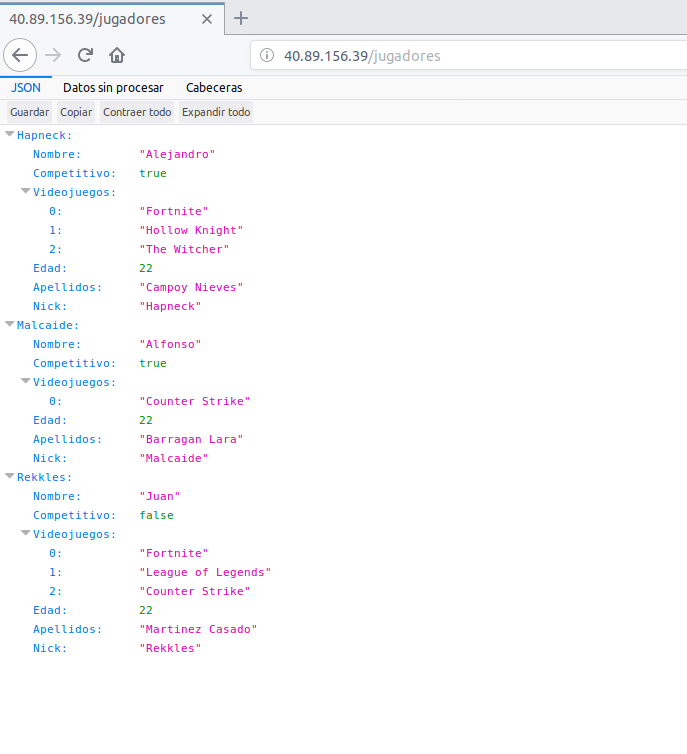 40.89.156.39/jugadores
40.89.156.39/jugadores
JSON Datos sin procesar Cabeceras
Guardar Copiar Contraer todo Expandir todo
Hapneck:
Nombre: "Alejandro"
Competitivo: true
Videojuegos:
0: "Fortnite"
1: "Hollow Knight"
2: "The Witcher"
Edad: 22
Apellidos: "Campoy Nieves"
Nick: "Hapneck"
Malcaide:
Nombre: "Alfonso"
Competitivo: true
Videojuegos:
0: "Counter Strike"
Edad: 22
Apellidos: "Barragan Lara"
Nick: "Malcaide"
Rekkles:
Nombre: "Juan"
Competitivo: false
Videojuegos:
0: "Fortnite"
1: "League of Legends"
2: "Counter Strike"
Edad: 22
Apellidos: "Martinez Casado"
Nick: "Rekkles"